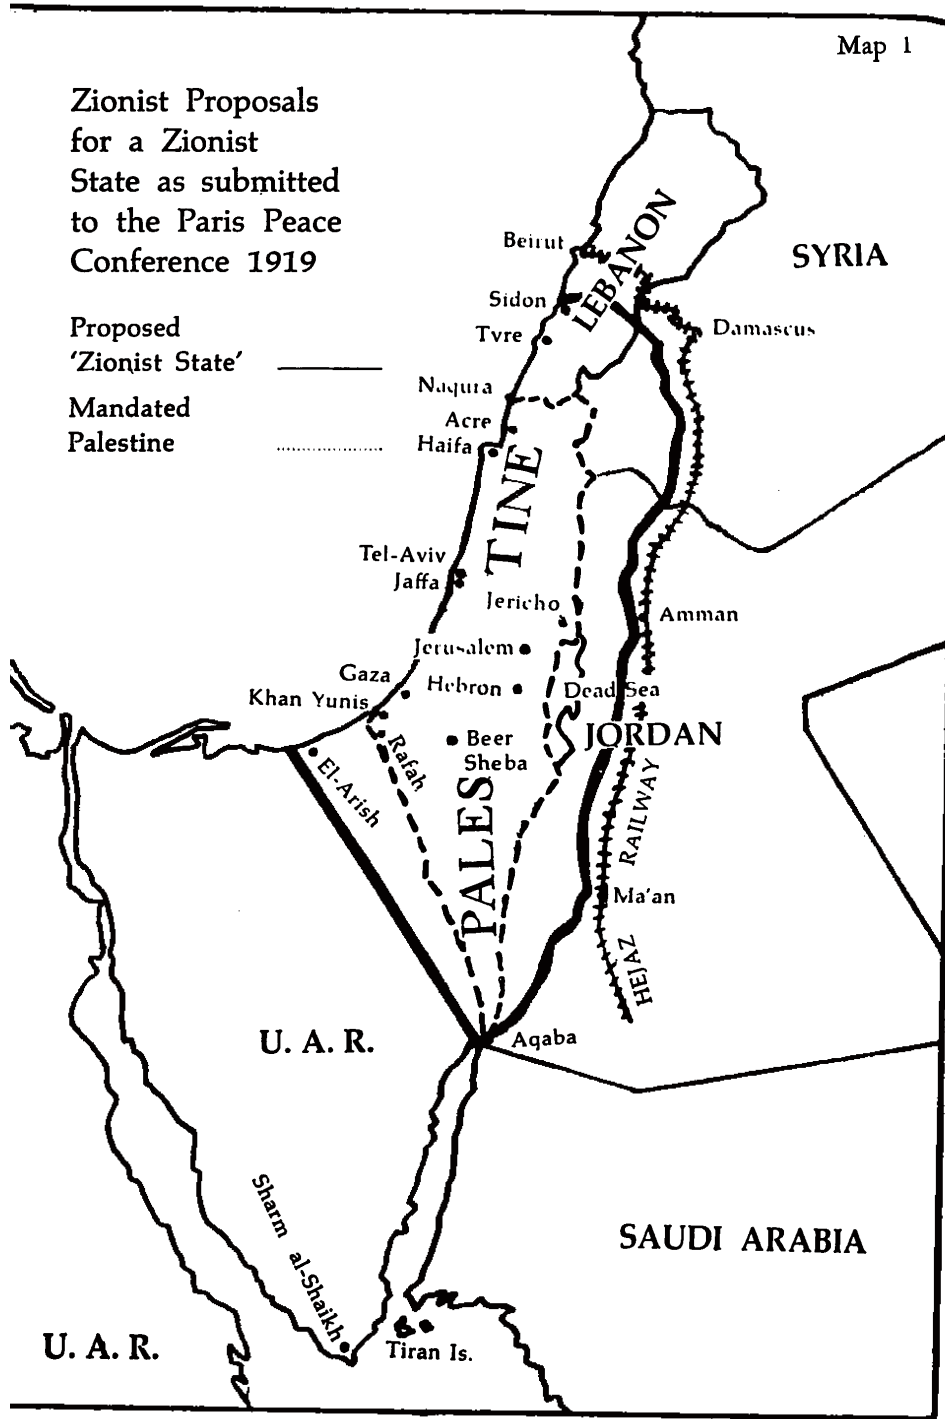 Map 1
Zionist Proposals
for a Zionist
State as submitted
to the Paris Peace
Conference 1919
Proposed
'Zionist State'
Mandated
Palestine
LEBANON
Beirut
SYRIA
Sidon
Tvre
Damascus
Naqura
Acre
Haifa
Tel-Aviv
Jaffa
Jericho
Amman
Jerusalem
Gaza
Hebron
Dead Sea
Khan Yunis
Rafah
Beer
Sheba
JORDAN
El-Arish
PALES
TINE
HEJAZ RAILWAY
Ma'an
U. A. R.
Aqaba
Sharm al-Shaikh
SAUDI ARABIA
U. A. R.
Tiran Is.